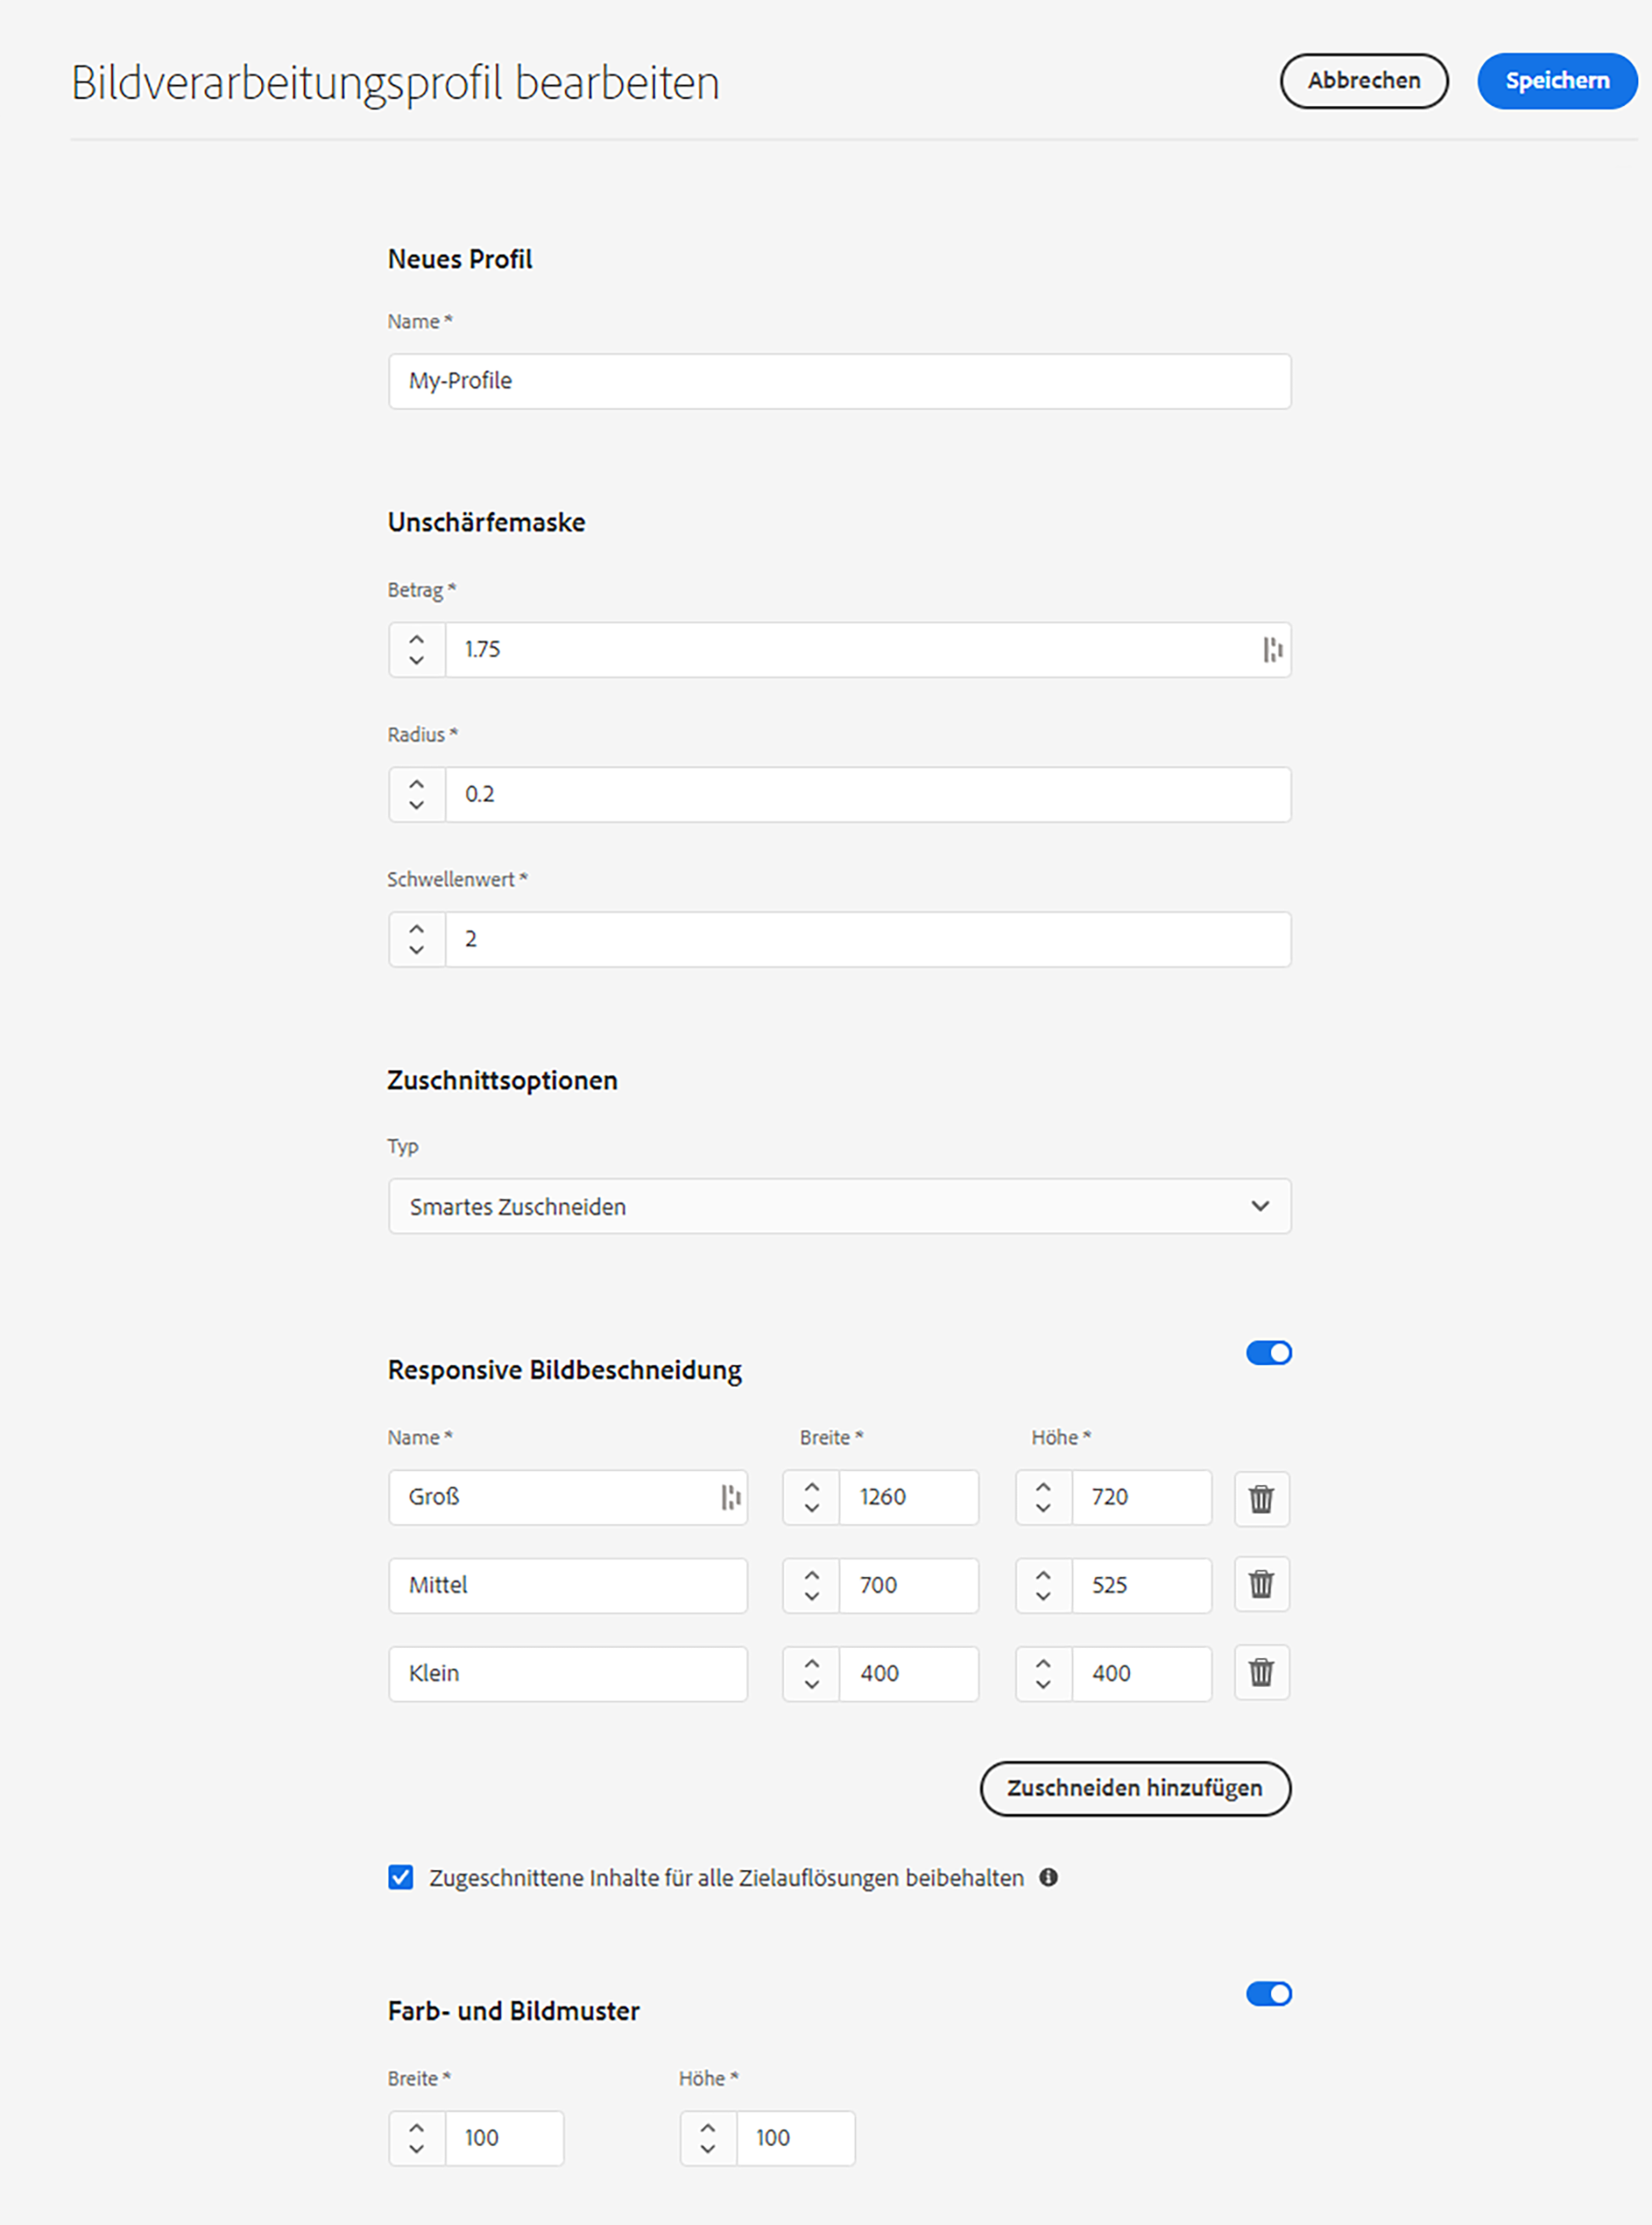 Bildverarbeitungsprofil bearbeiten
Abbrechen
Speichern
Neues Profil
Name *
My-Profile
Unschärfemaske
Betrag *
1.75
Radius *
0.2
Schwellenwert *
2
Zuschnittsoptionen
Typ
Smartes Zuschneiden
Responsive Bildbeschneidung
Name * Breite * Höhe *
Groß 1260 720
Mittel 700 525
Klein 400 400
Zuschneiden hinzufügen
Zugeschnittene Inhalte für alle Zielauflösungen beibehalten
Farb- und Bildmuster
Breite * Höhe *
100 100